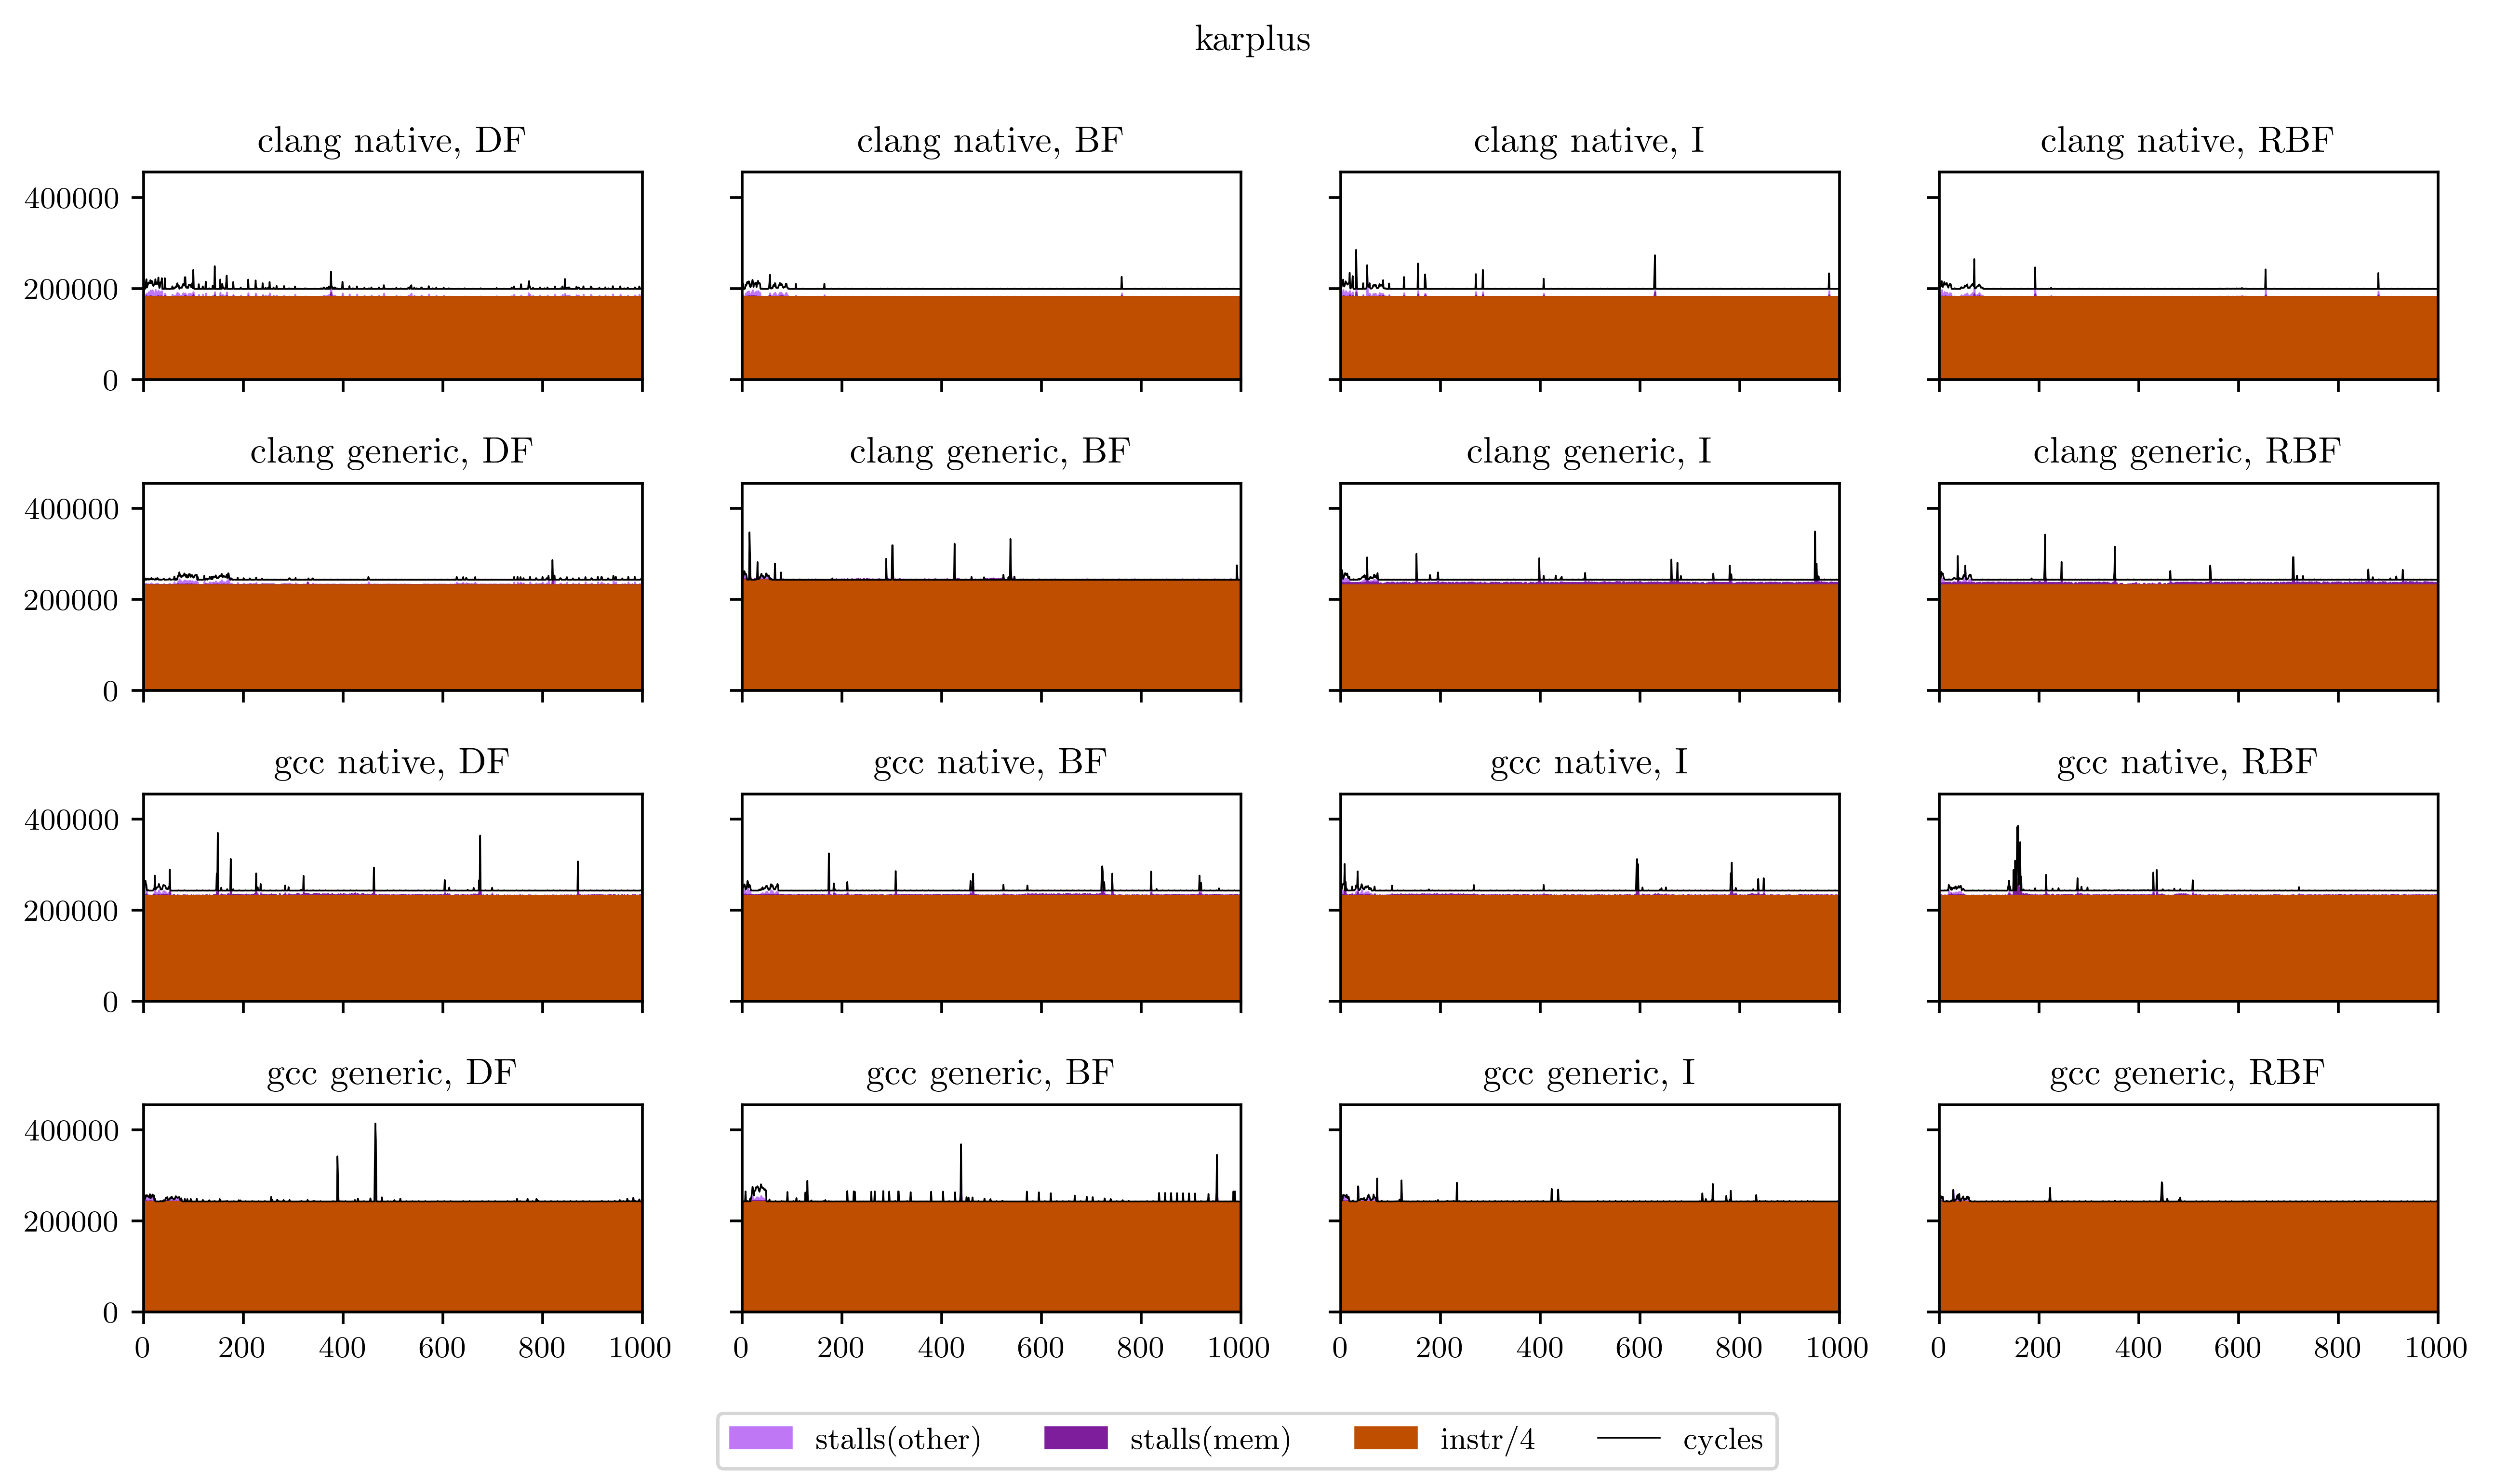 karplus
clang native, DF
clang native, BF
clang native, I
clang native, RBF
400000
200000
0
clang generic, DF
clang generic, BF
clang generic, I
clang generic, RBF
400000
200000
0
gcc native, DF
gcc native, BF
gcc native, I
gcc native, RBF
400000
200000
0
gcc generic, DF
gcc generic, BF
gcc generic, I
gcc generic, RBF
400000
200000
0
0 200 400 600 800 1000
0 200 400 600 800 1000
0 200 400 600 800 1000
0 200 400 600 800 1000
stalls(other) stalls(mem) instr/4 cycles